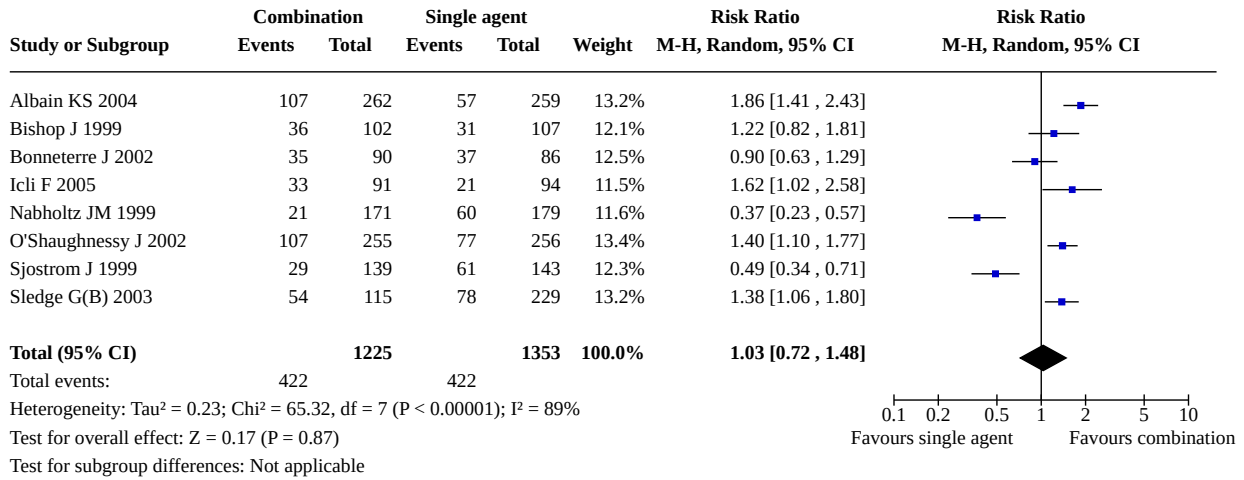 Combination Single agent Risk Ratio Risk Ratio
Study or Subgroup Events Total Events Total Weight M-H, Random, 95% CI M-H, Random, 95% CI
Albain KS 2004 107 262 57 259 13.2% 1.86 [1.41 , 2.43]
Bishop J 1999 36 102 31 107 12.1% 1.22 [0.82 , 1.81]
Bonneterre J 2002 35 90 37 86 12.5% 0.90 [0.63 , 1.29]
Icli F 2005 33 91 21 94 11.5% 1.62 [1.02 , 2.58]
Nabholtz JM 1999 21 171 60 179 11.6% 0.37 [0.23 , 0.57]
O'Shaughnessy J 2002 107 255 77 256 13.4% 1.40 [1.10 , 1.77]
Sjostrom J 1999 29 139 61 143 12.3% 0.49 [0.34 , 0.71]
Sledge G(B) 2003 54 115 78 229 13.2% 1.38 [1.06 , 1.80]
Total (95% CI) 1225 1353 100.0% 1.03 [0.72 , 1.48]
Total events: 422 422
Heterogeneity: Tau² = 0.23; Chi² = 65.32, df = 7 (P < 0.00001); I² = 89%
0.1 0.2 0.5 1 2 5 10
Test for overall effect: Z = 0.17 (P = 0.87)
Favours single agent Favours combination
Test for subgroup differences: Not applicable